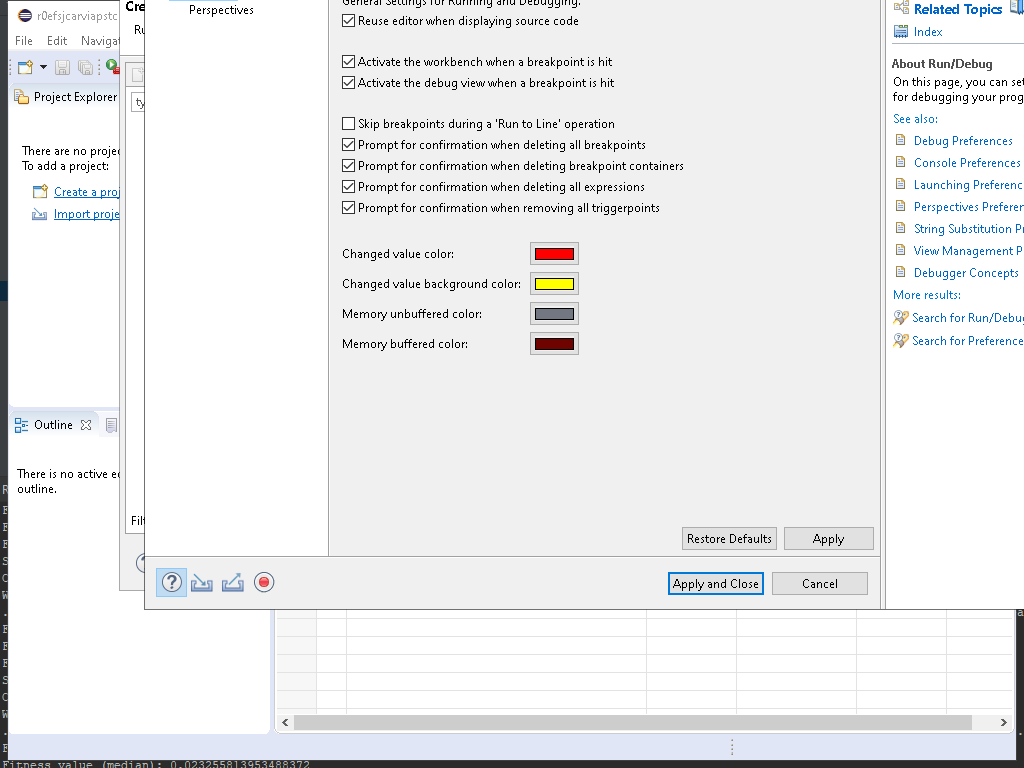 r0efsjcarviapstc
File Edit Naviga
Project Explorer
There are no proje
To add a project:
Create a proj
Import proje
Outline
There is no active e
outline.
Cre
Ru
ty
Filt
Perspectives
General Settings for Running and Debugging.
Reuse editor when displaying source code
Activate the workbench when a breakpoint is hit
Activate the debug view when a breakpoint is hit
Skip breakpoints during a 'Run to Line' operation
Prompt for confirmation when deleting all breakpoints
Prompt for confirmation when deleting breakpoint containers
Prompt for confirmation when deleting all expressions
Prompt for confirmation when removing all triggerpoints
Changed value color:
Changed value background color:
Memory unbuffered color:
Memory buffered color:
Restore Defaults Apply
Apply and Close Cancel
Related Topics
Index
About Run/Debug
On this page, you can set
for debugging your prog
See also:
Debug Preferences
Console Preferences
Launching Preferenc
Perspectives Preferen
String Substitution Pr
View Management P
Debugger Concepts
More results:
Search for Run/Debug
Search for Preference
Fitness value (median): 0.023255813953488372